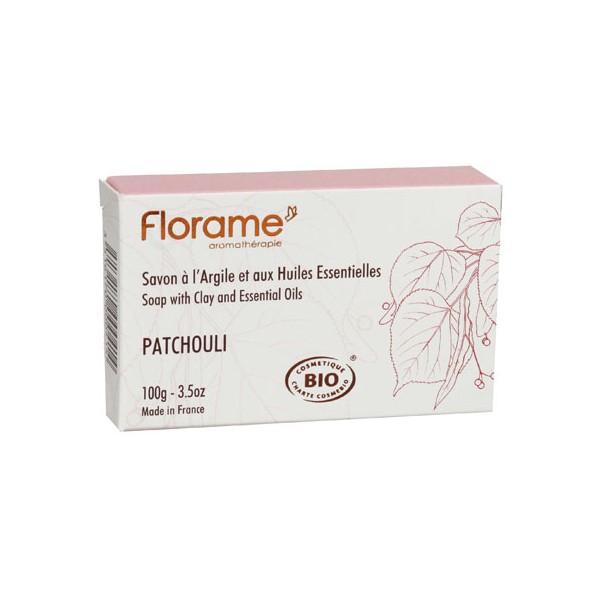 Florame
aromathérapie
Savon à l'Argile et aux Huiles Essentielles
Soap with Clay and Essential Oils
PATCHOULI
COSMETIQUE
BIO
CHARTE COSMEBIO
®
100g - 3.5oz
Made in France